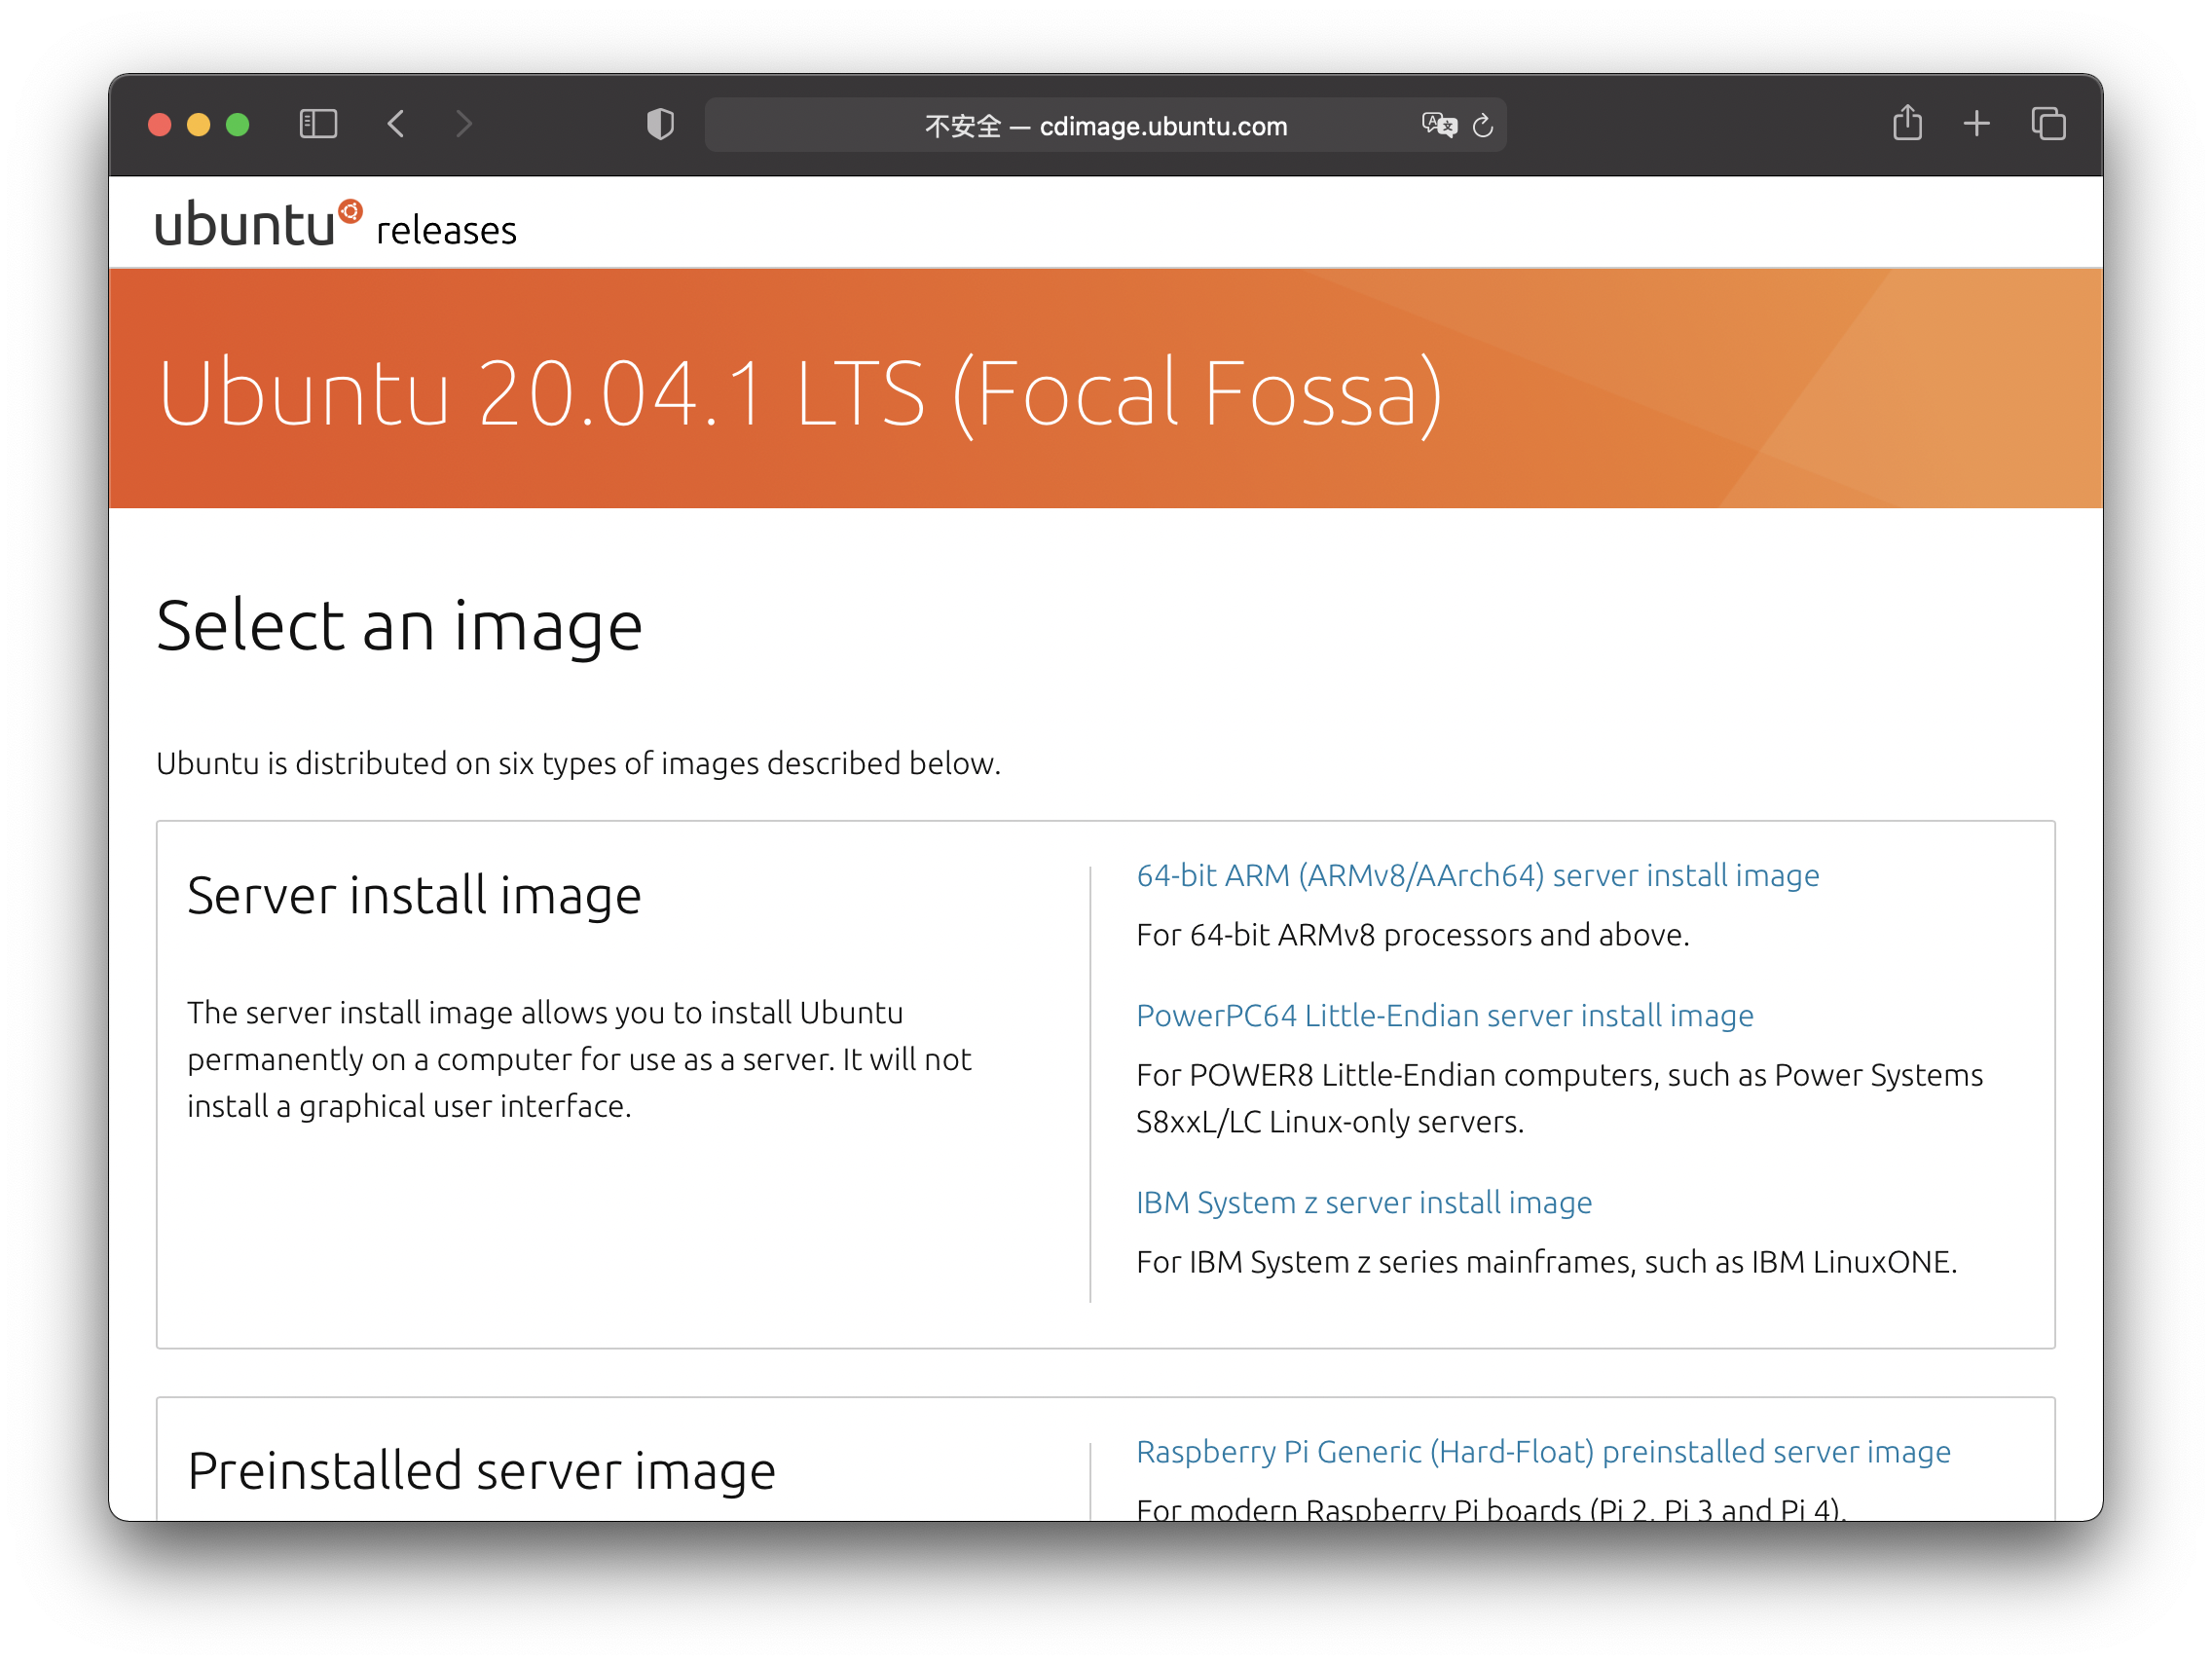 不安全 — cdimage.ubuntu.com
ubuntu releases
Ubuntu 20.04.1 LTS (Focal Fossa)
Select an image
Ubuntu is distributed on six types of images described below.
Server install image
The server install image allows you to install Ubuntu
permanently on a computer for use as a server. It will not
install a graphical user interface.
64-bit ARM (ARMv8/AArch64) server install image
For 64-bit ARMv8 processors and above.
PowerPC64 Little-Endian server install image
For POWER8 Little-Endian computers, such as Power Systems
S8xxL/LC Linux-only servers.
IBM System z server install image
For IBM System z series mainframes, such as IBM LinuxONE.
Preinstalled server image
Raspberry Pi Generic (Hard-Float) preinstalled server image
For modern Raspberry Pi boards (Pi 2, Pi 3 and Pi 4).